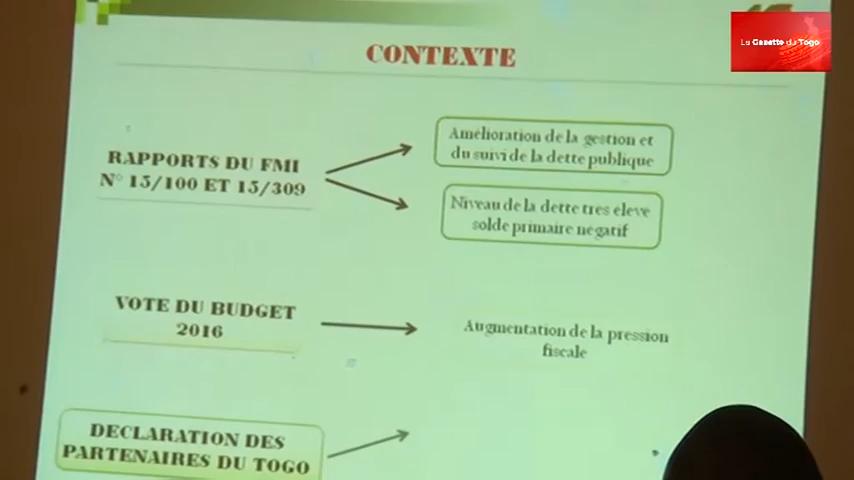 La Gazette du Togo
CONTEXTE
RAPPORTS DU FMI
N° 15/100 ET 15/309
Amélioration de la gestion et
du suivi de la dette publique
Niveau de la dette tres eleve
solde primaire negatif
VOTE DU BUDGET
2016
Augmentation de la pression
fiscale
DECLARATION DES
PARTENAIRES DU TOGO